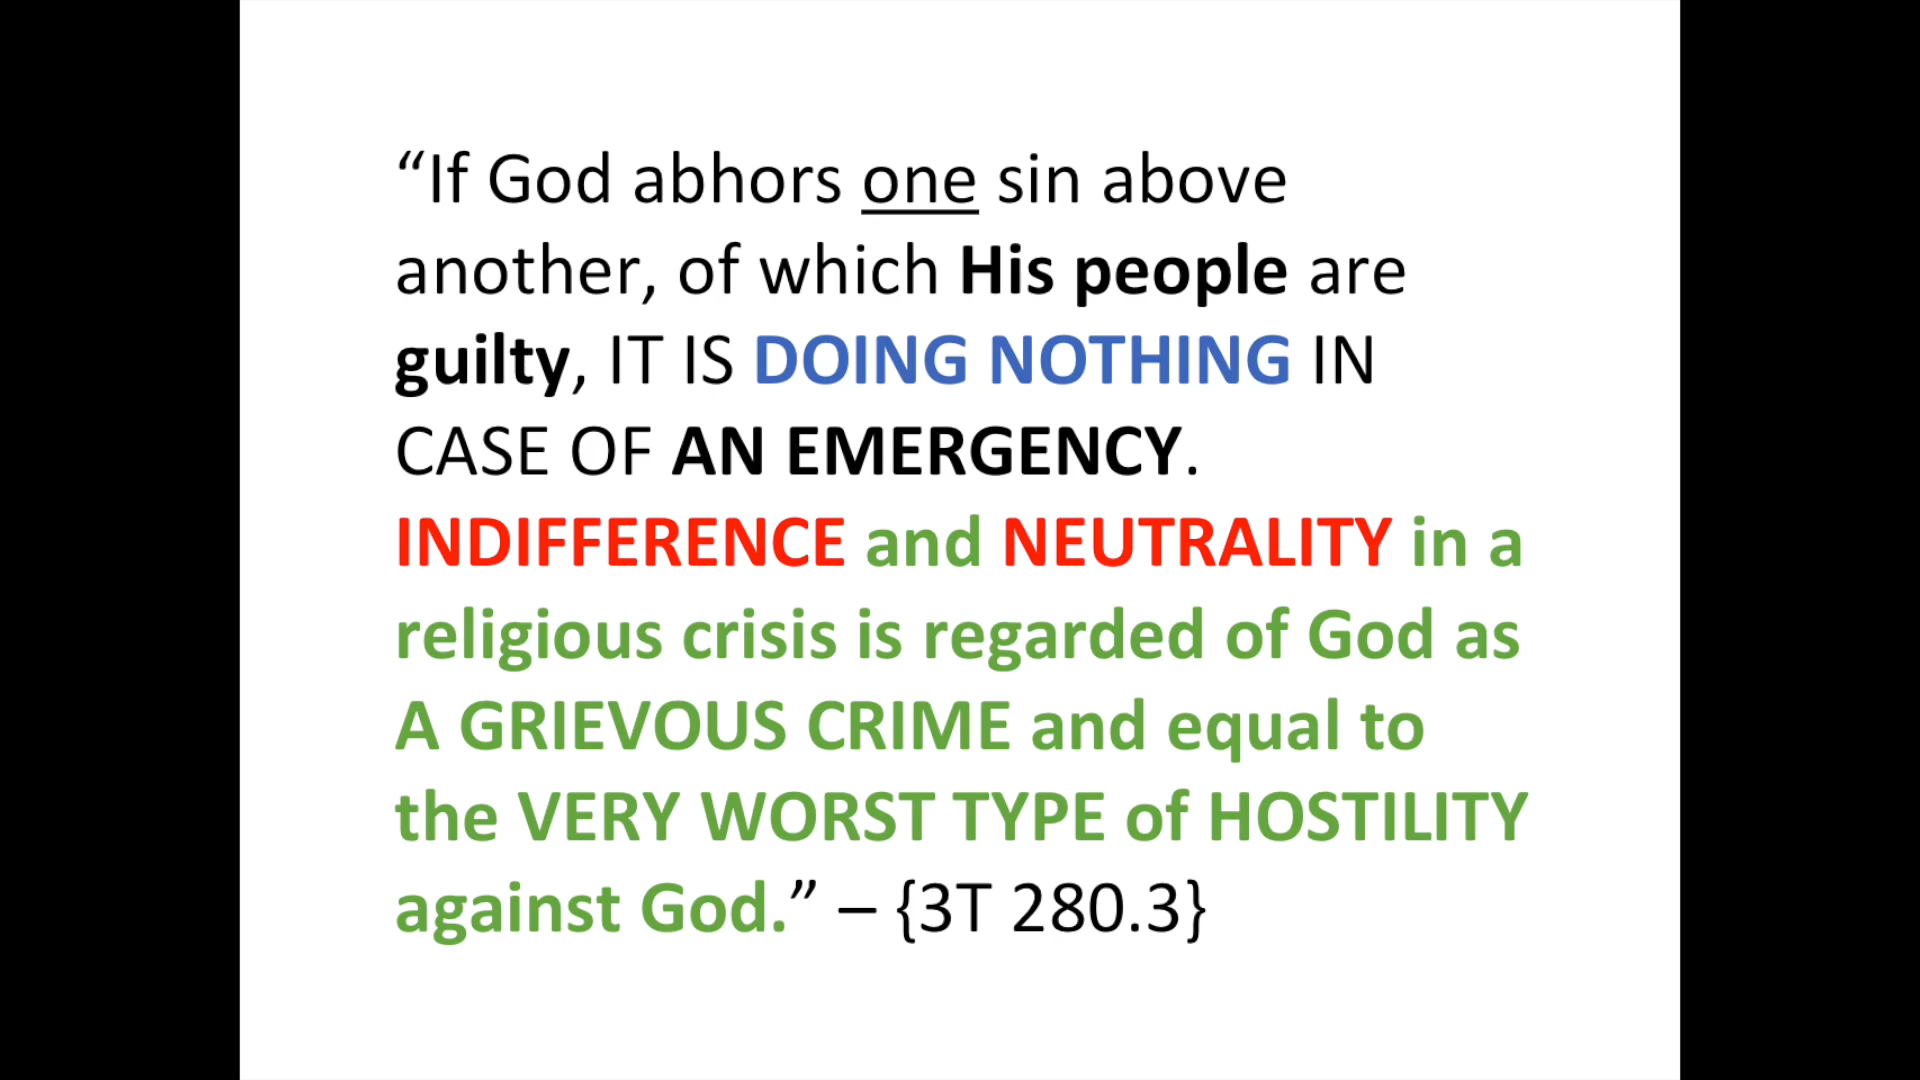 “If God abhors one sin above
another, of which His people are
guilty, IT IS DOING NOTHING IN
CASE OF AN EMERGENCY.
INDIFFERENCE and NEUTRALITY in a
religious crisis is regarded of God as
A GRIEVOUS CRIME and equal to
the VERY WORST TYPE of HOSTILITY
against God.” – {3T 280.3}